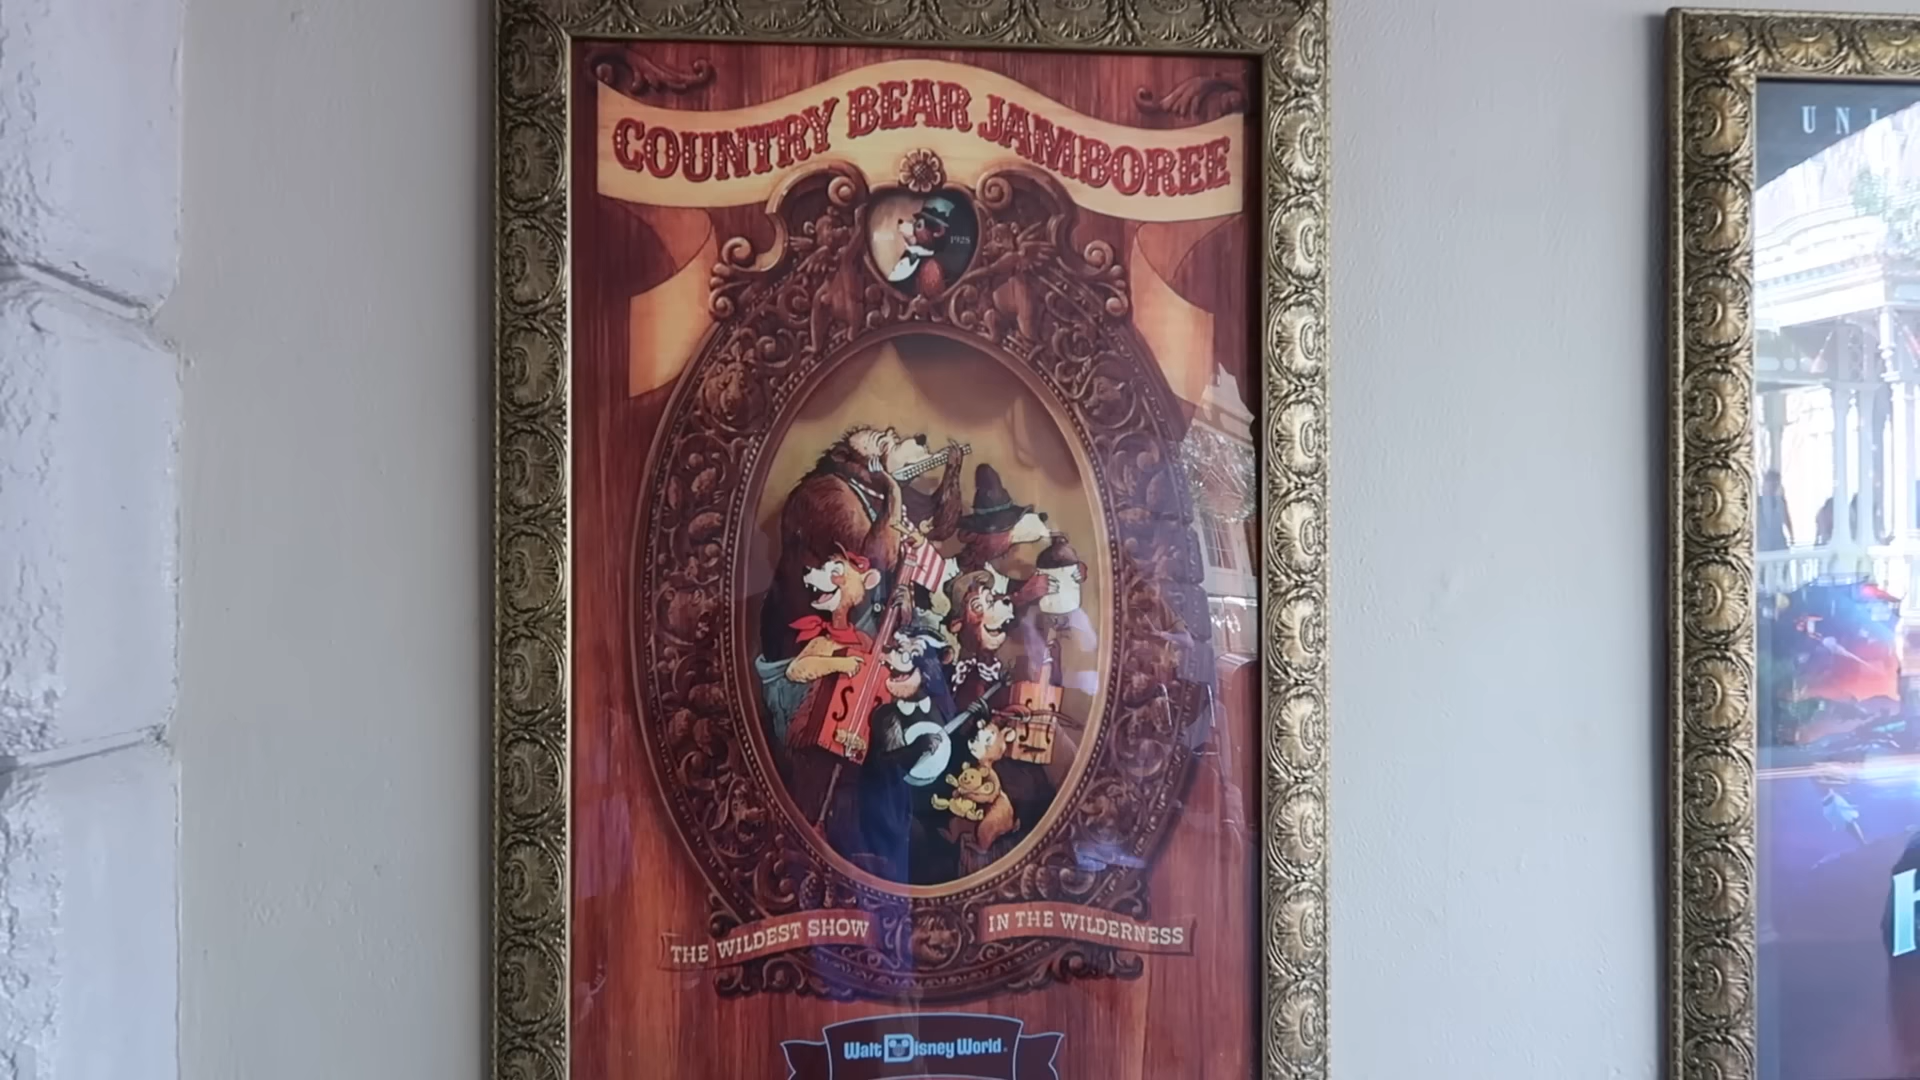 COUNTRY BEAR JAMBOREE
1928
THE WILDEST SHOW
IN THE WILDERNESS
Walt Disney World
UNI
H